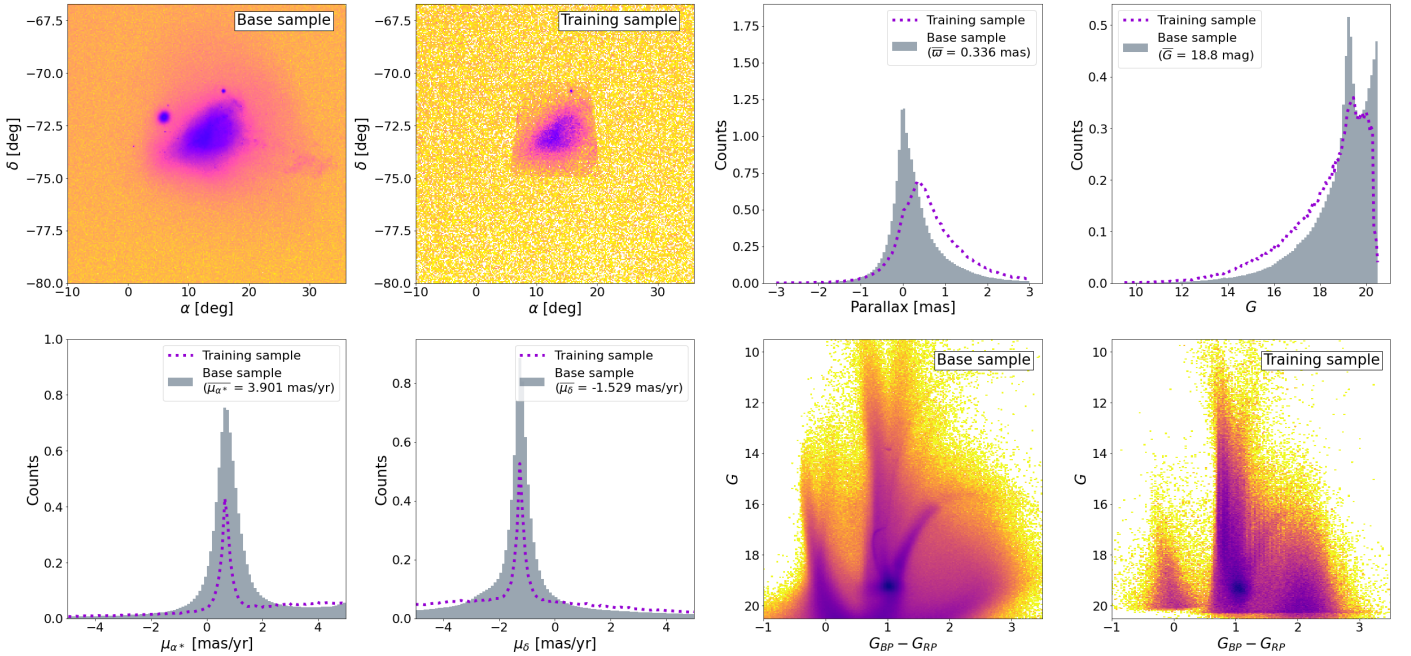 Base sample
−67.5
−70.0
−72.5
−75.0
−77.5
−80.0
δ [deg]
−10
0
10
20
30
α [deg]
Training sample
−67.5
−70.0
−72.5
−75.0
−77.5
−80.0
δ [deg]
−10
0
10
20
30
α [deg]
Training sample
Base sample
(ϖ̅ = 0.336 mas)
1.75
1.50
1.25
1.00
0.75
0.50
0.25
0.00
Counts
−3
−2
−1
0
1
2
3
Parallax [mas]
Training sample
Base sample
(G̅ = 18.8 mag)
0.5
0.4
0.3
0.2
0.1
0.0
Counts
10
12
14
16
18
20
G
Training sample
Base sample
(μ̅α* = 3.901 mas/yr)
1.0
0.8
0.6
0.4
0.2
0.0
Counts
−4
−2
0
2
4
μα* [mas/yr]
Training sample
Base sample
(μ̅δ = -1.529 mas/yr)
0.8
0.6
0.4
0.2
0.0
Counts
−4
−2
0
2
4
μδ [mas/yr]
Base sample
10
12
14
16
18
20
G
−1
0
1
2
3
GBP − GRP
Training sample
10
12
14
16
18
20
G
−1
0
1
2
3
GBP − GRP